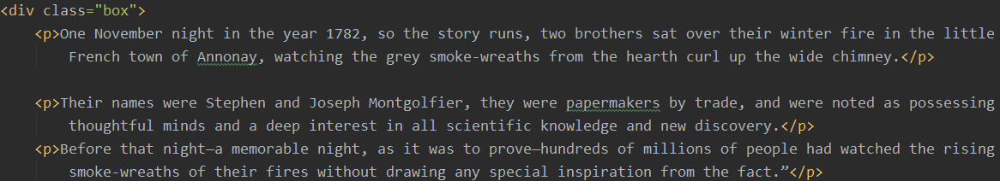 <div class="box">
<p>One November night in the year 1782, so the story runs, two brothers sat over their winter fire in the little
French town of Annonay, watching the grey smoke-wreaths from the hearth curl up the wide chimney.</p>
<p>Their names were Stephen and Joseph Montgolfier, they were papermakers by trade, and were noted as possessing
thoughtful minds and a deep interest in all scientific knowledge and new discovery.</p>
<p>Before that night—a memorable night, as it was to prove—hundreds of millions of people had watched the rising
smoke-wreaths of their fires without drawing any special inspiration from the fact.”</p>